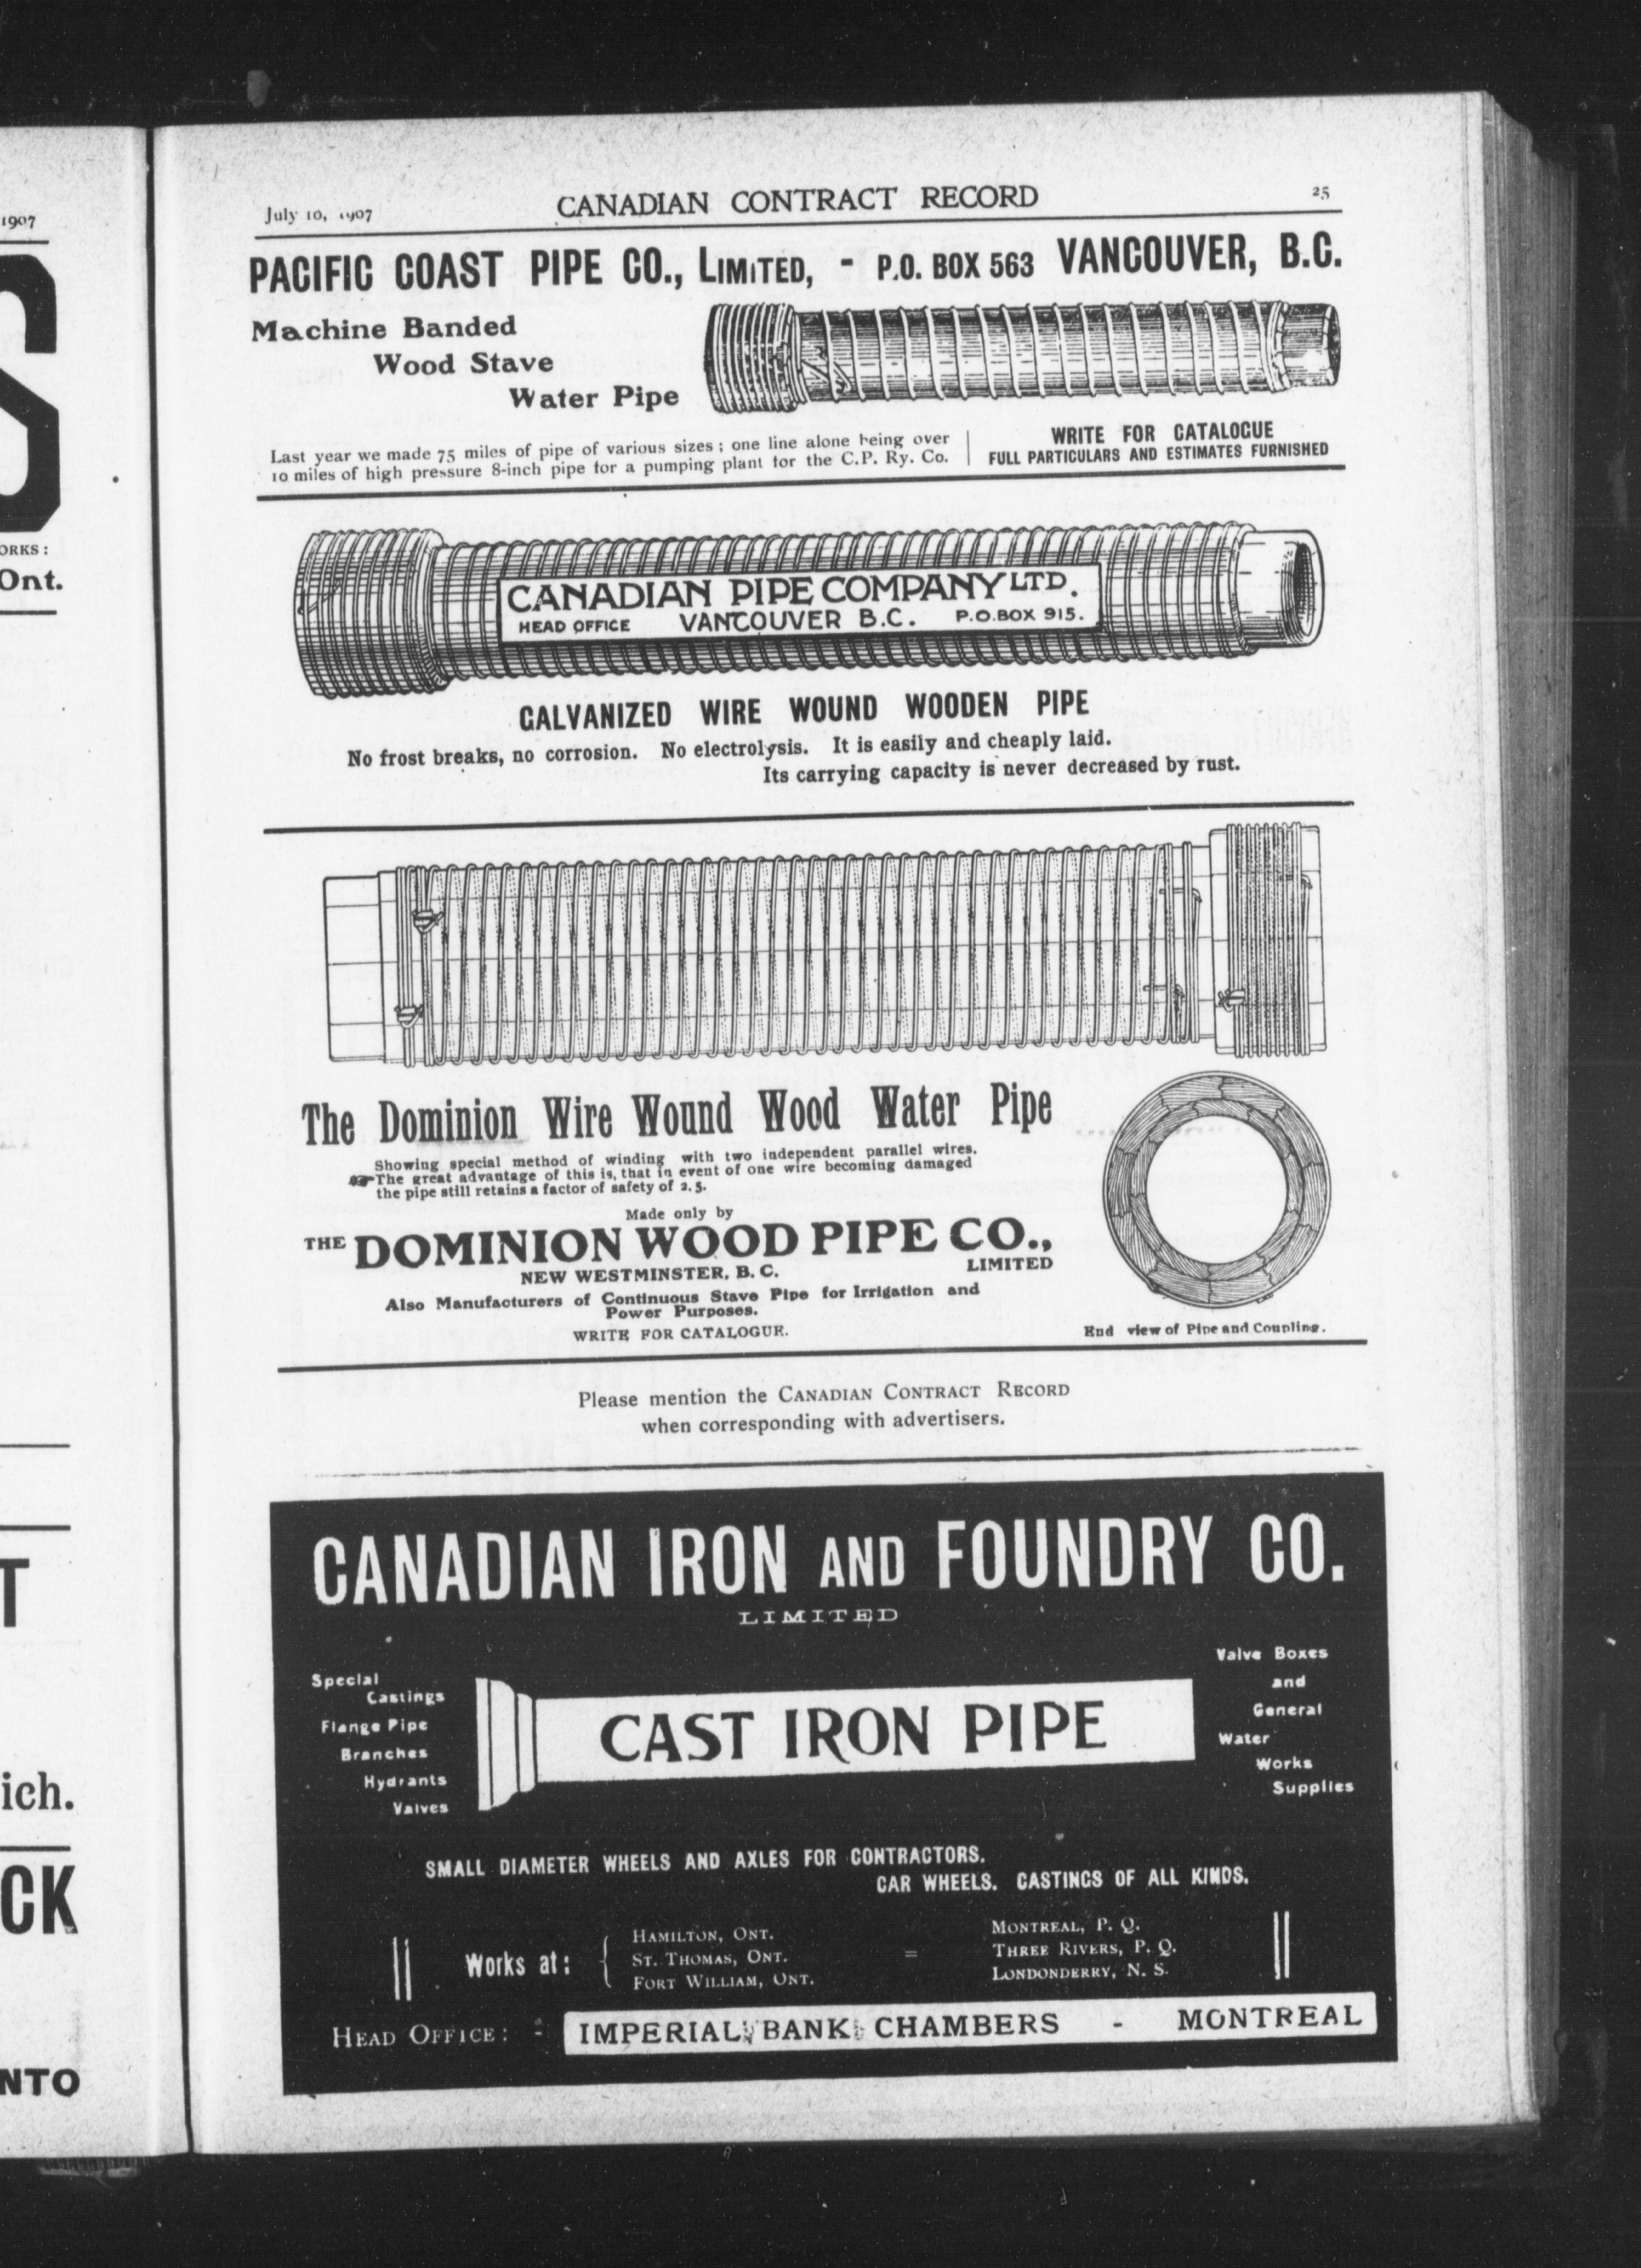 1907
S
ORKS:
Ont.
T
ich.
CK
NTO
July 10, 1907
CANADIAN CONTRACT RECORD
25
PACIFIC COAST PIPE CO., LIMITED, - P.O. BOX 563 VANCOUVER, B.C.
Machine Banded
Wood Stave
Water Pipe
Last year we made 75 miles of pipe of various sizes; one line alone being over
10 miles of high pressure 8-inch pipe for a pumping plant for the C.P. Ry. Co.
WRITE FOR CATALOGUE
FULL PARTICULARS AND ESTIMATES FURNISHED
CANADIAN PIPE COMPANY LTD.
HEAD OFFICE VANCOUVER B.C. P.O.BOX 915.
GALVANIZED WIRE WOUND WOODEN PIPE
No frost breaks, no corrosion. No electrolysis. It is easily and cheaply laid.
Its carrying capacity is never decreased by rust.
The Dominion Wire Wound Wood Water Pipe
Showing special method of winding with two independent parallel wires.
The great advantage of this is, that in event of one wire becoming damaged
the pipe still retains a factor of safety of 2.5.
Made only by
THE DOMINION WOOD PIPE CO.,
LIMITED
NEW WESTMINSTER, B. C.
Also Manufacturers of Continuous Stave Pipe for Irrigation and
Power Purposes.
WRITE FOR CATALOGUE.
End view of Pipe and Coupling.
Please mention the CANADIAN CONTRACT RECORD
when corresponding with advertisers.
CANADIAN IRON AND FOUNDRY CO.
LIMITED
Special
Castings
Flange Pipe
Branches
Hydrants
Valves
CAST IRON PIPE
Valve Boxes
and
General
Water
Works
Supplies
SMALL DIAMETER WHEELS AND AXLES FOR CONTRACTORS.
CAR WHEELS. CASTINGS OF ALL KINDS.
Works at:
HAMILTON, ONT.
ST. THOMAS, ONT.
FORT WILLIAM, ONT.
=
MONTREAL, P. Q.
THREE RIVERS, P. Q.
LONDONDERRY, N. S.
HEAD OFFICE: - IMPERIAL BANK CHAMBERS - MONTREAL